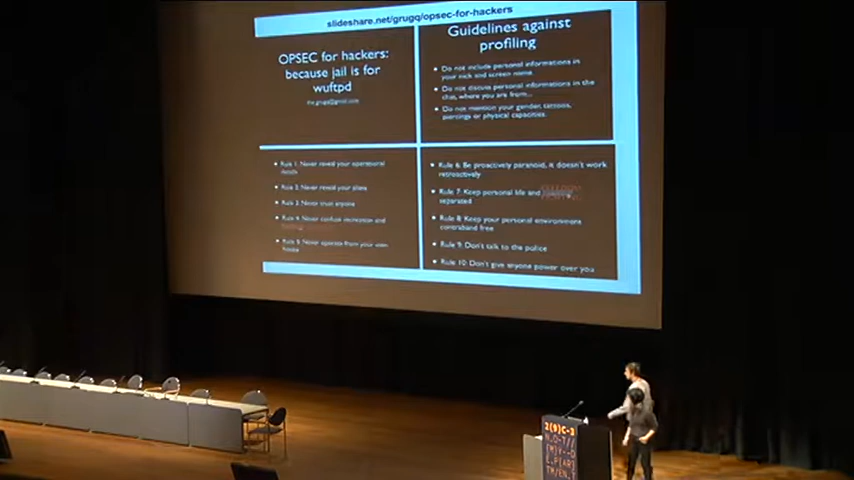 slideshare.net/grugq/opsec-for-hackers
OPSEC for hackers:
because jail is for
wuftpd
Guidelines against
profiling
• Do not include personal informations in
your nick and screen name.
• Do not discuss personal informations in the
chat, where you are from...
• Do not mention your gender, tattoos,
piercings or physical capacities.
• Rule 1: Never reveal your operational
• Rule 2: Never reveal your plans
• Rule 3: Never trust anyone
• Rule 4: Never confuse recreation and
• Rule 5: Never operate from your own
• Rule 6: Be proactively paranoid, it doesn't work
retroactively
• Rule 7: Keep personal life and
separated
• Rule 8: Keep your personal environment
contraband free
• Rule 9: Don't talk to the police
• Rule 10: Don't give anyone power over you
2(9)C-3
N.O-T/